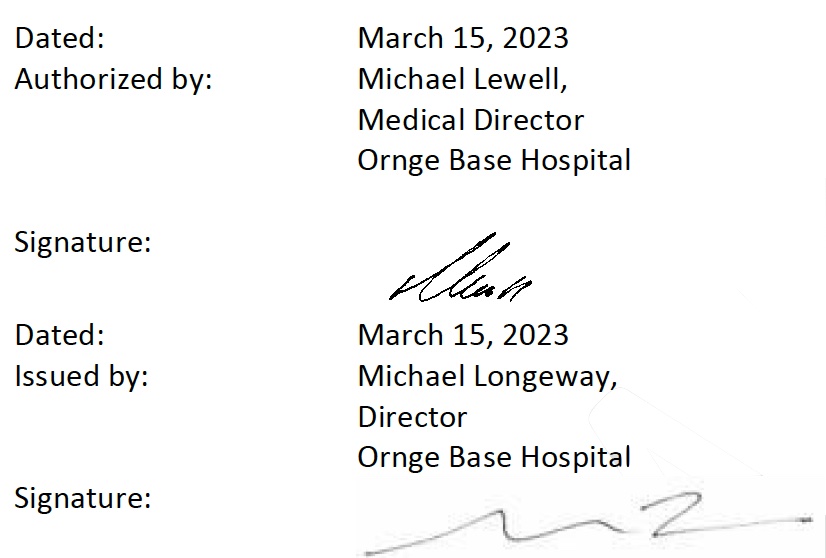 Dated: March 15, 2023
Authorized by: Michael Lewell,
Medical Director
Ornge Base Hospital
Signature:
Dated: March 15, 2023
Issued by: Michael Longeway,
Director
Ornge Base Hospital
Signature: